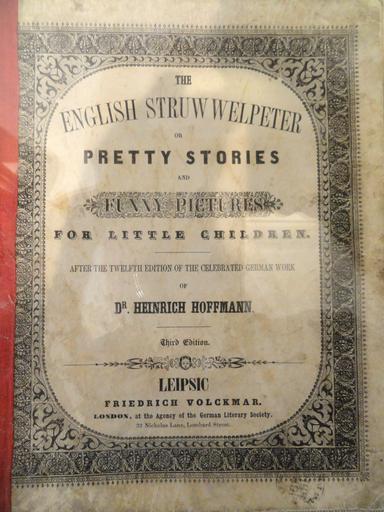 THE
ENGLISH STRUWWELPETER
OR
PRETTY STORIES
AND
FUNNY PICTURES
FOR LITTLE CHILDREN.
AFTER THE TWELFTH EDITION OF THE CELEBRATED GERMAN WORK
OF
DR. HEINRICH HOFFMANN.
Third Edition.
LEIPSIC
FRIEDRICH VOLCKMAR.
LONDON, at the Agency of the German Literary Society.
32 Nicholas Lane, Lombard Street.